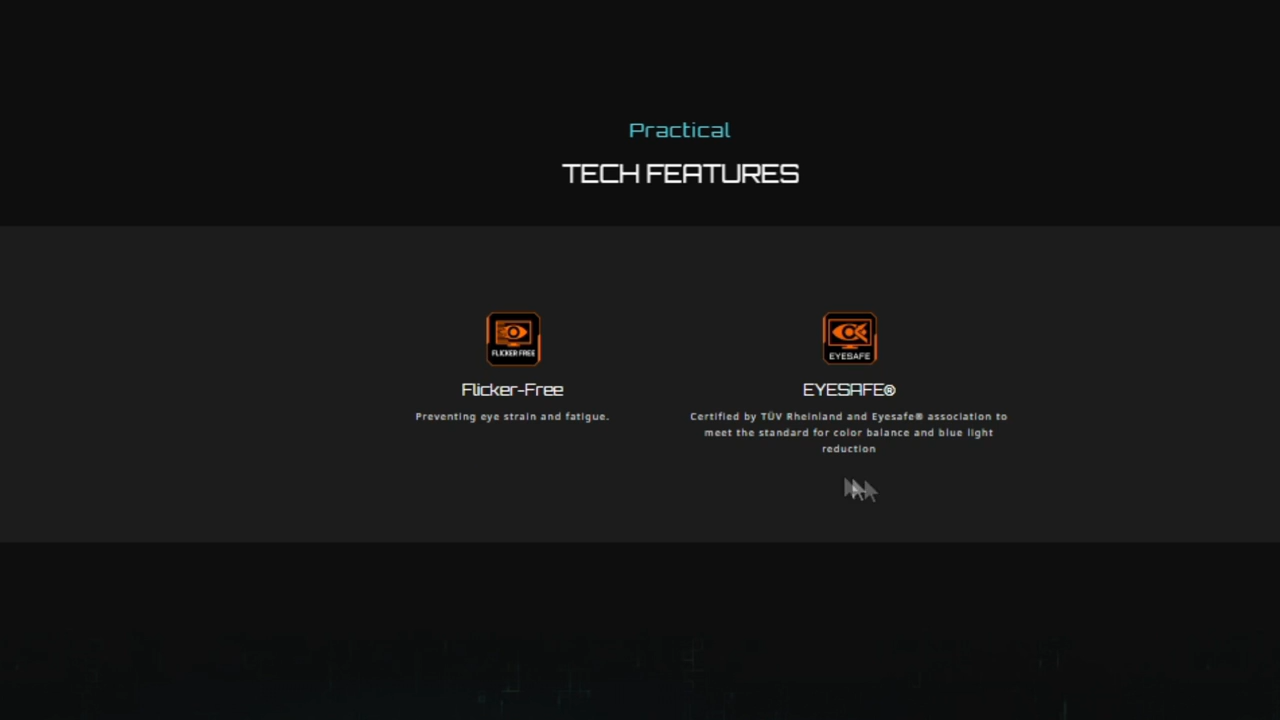 Practical
TECH FEATURES
FLICKER FREE
EYESAFE
Flicker-Free
EYESAFE®
Preventing eye strain and fatigue.
Certified by TÜV Rheinland and Eyesafe® association to
meet the standard for color balance and blue light
reduction